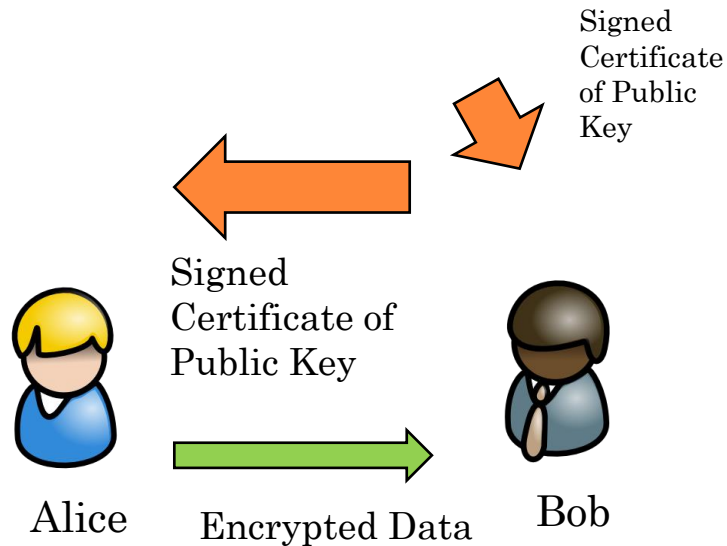 Signed
Certificate
of Public
Key
Signed
Certificate of
Public Key
Alice
Encrypted Data
Bob